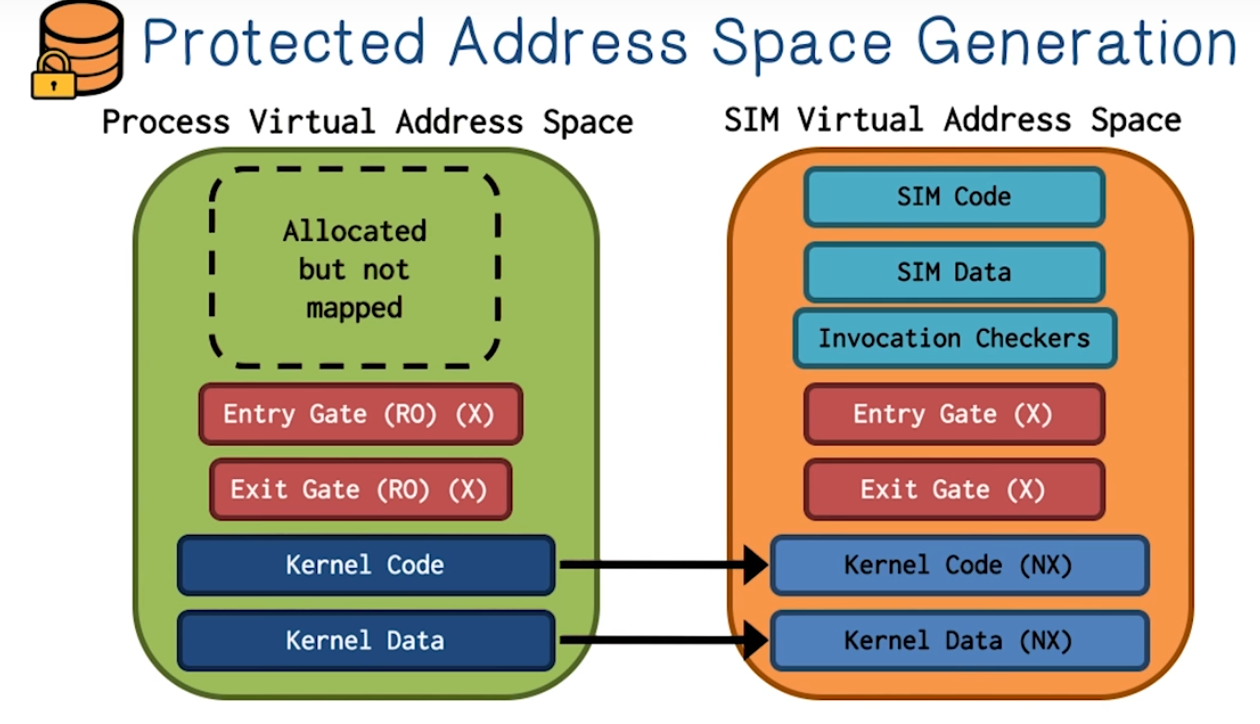 Protected Address Space Generation
Process Virtual Address Space
SIM Virtual Address Space
Allocated
but not
mapped
Entry Gate (RO) (X)
Exit Gate (RO) (X)
Kernel Code
Kernel Data
SIM Code
SIM Data
Invocation Checkers
Entry Gate (X)
Exit Gate (X)
Kernel Code (NX)
Kernel Data (NX)